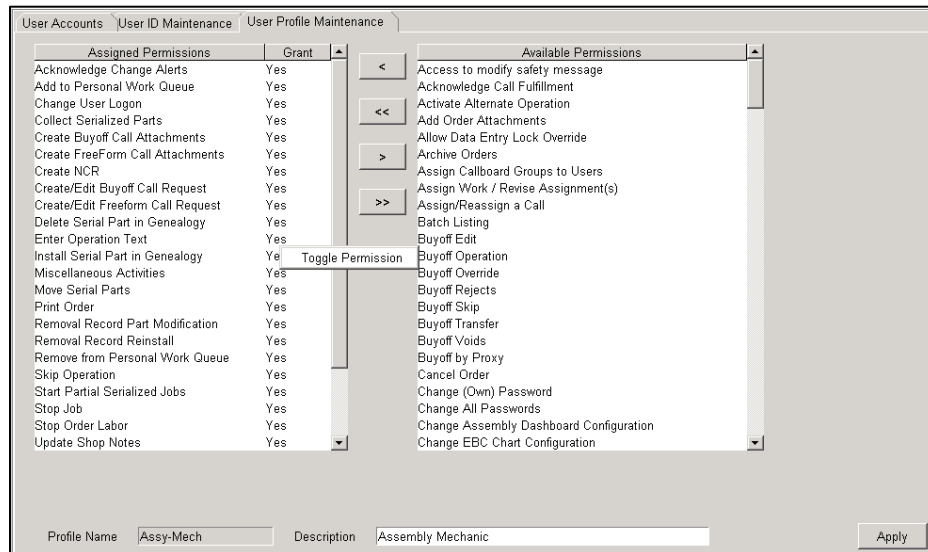 User Accounts User ID Maintenance User Profile Maintenance
Assigned Permissions Grant
Acknowledge Change Alerts Yes
Add to Personal Work Queue Yes
Change User Logon Yes
Collect Serialized Parts Yes
Create Buyoff Call Attachments Yes
Create FreeForm Call Attachments Yes
Create NCR Yes
Create/Edit Buyoff Call Request Yes
Create/Edit Freeform Call Request Yes
Delete Serial Part in Genealogy Yes
Enter Operation Text Yes
Install Serial Part in Genealogy Ye
Miscellaneous Activities Yes
Move Serial Parts Yes
Print Order Yes
Removal Record Part Modification Yes
Removal Record Reinstall Yes
Remove from Personal Work Queue Yes
Skip Operation Yes
Start Partial Serialized Jobs Yes
Stop Job Yes
Stop Order Labor Yes
Update Shop Notes Yes
Toggle Permission
<
<<
>
>>
Available Permissions
Access to modify safety message
Acknowledge Call Fulfillment
Activate Alternate Operation
Add Order Attachments
Allow Data Entry Lock Override
Archive Orders
Assign Callboard Groups to Users
Assign Work / Revise Assignment(s)
Assign/Reassign a Call
Batch Listing
Buyoff Edit
Buyoff Operation
Buyoff Override
Buyoff Rejects
Buyoff Skip
Buyoff Transfer
Buyoff Voids
Buyoff by Proxy
Cancel Order
Change (Own) Password
Change All Passwords
Change Assembly Dashboard Configuration
Change EBC Chart Configuration
Profile Name Assy-Mech Description Assembly Mechanic Apply